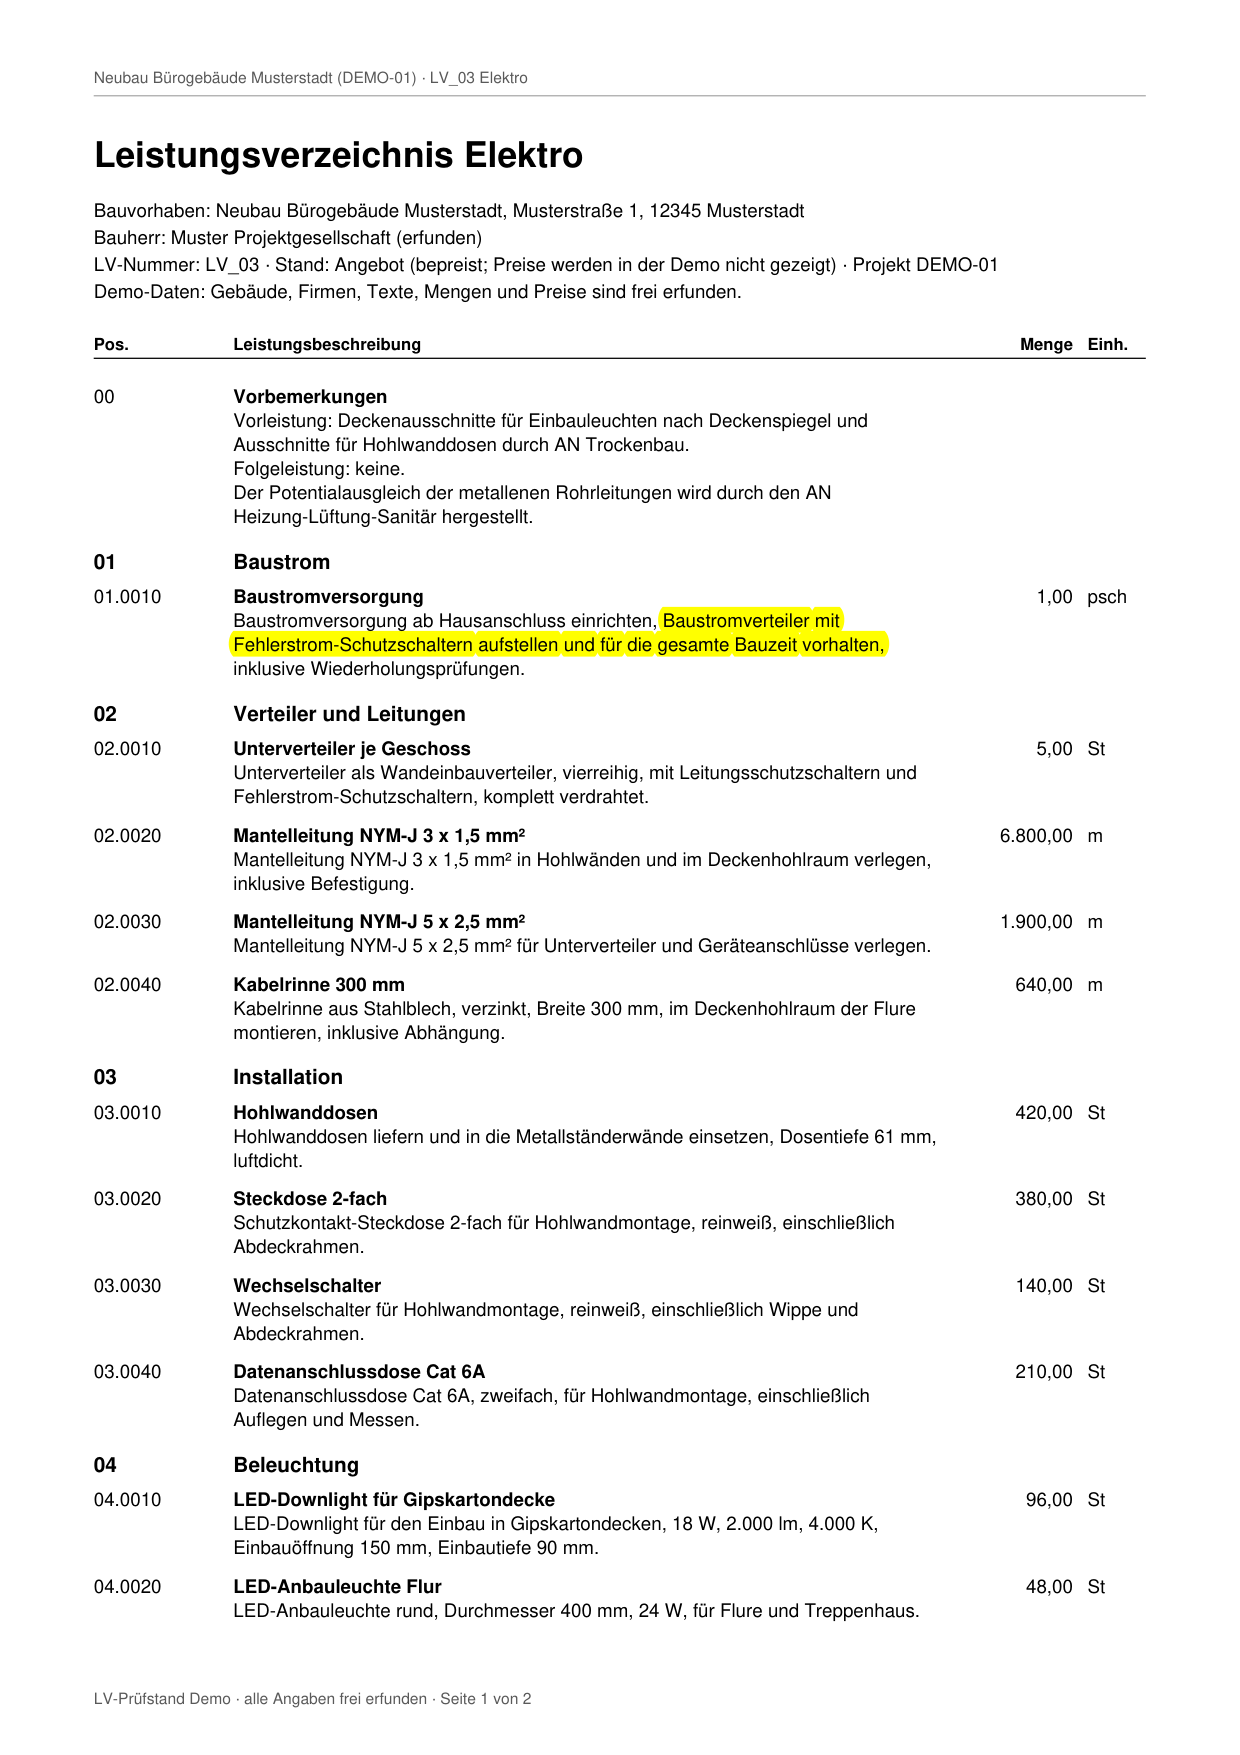 Neubau Bürogebäude Musterstadt (DEMO-01) · LV_03 Elektro
Leistungsverzeichnis Elektro
Bauvorhaben: Neubau Bürogebäude Musterstadt, Musterstraße 1, 12345 Musterstadt
Bauherr: Muster Projektgesellschaft (erfunden)
LV-Nummer: LV_03 · Stand: Angebot (bepreist; Preise werden in der Demo nicht gezeigt) · Projekt DEMO-01
Demo-Daten: Gebäude, Firmen, Texte, Mengen und Preise sind frei erfunden.
Pos. Leistungsbeschreibung Menge Einh.
00 Vorbemerkungen
Vorleistung: Deckenausschnitte für Einbauleuchten nach Deckenspiegel und
Ausschnitte für Hohlwanddosen durch AN Trockenbau.
Folgeleistung: keine.
Der Potentialausgleich der metallenen Rohrleitungen wird durch den AN
Heizung-Lüftung-Sanitär hergestellt.
01 Baustrom
01.0010 Baustromversorgung 1,00 psch
Baustromversorgung ab Hausanschluss einrichten, Baustromverteiler mit
Fehlerstrom-Schutzschaltern aufstellen und für die gesamte Bauzeit vorhalten,
inklusive Wiederholungsprüfungen.
02 Verteiler und Leitungen
02.0010 Unterverteiler je Geschoss 5,00 St
Unterverteiler als Wandeinbauverteiler, vierreihig, mit Leitungsschutzschaltern und
Fehlerstrom-Schutzschaltern, komplett verdrahtet.
02.0020 Mantelleitung NYM-J 3 x 1,5 mm² 6.800,00 m
Mantelleitung NYM-J 3 x 1,5 mm² in Hohlwänden und im Deckenhohlraum verlegen,
inklusive Befestigung.
02.0030 Mantelleitung NYM-J 5 x 2,5 mm² 1.900,00 m
Mantelleitung NYM-J 5 x 2,5 mm² für Unterverteiler und Geräteanschlüsse verlegen.
02.0040 Kabelrinne 300 mm 640,00 m
Kabelrinne aus Stahlblech, verzinkt, Breite 300 mm, im Deckenhohlraum der Flure
montieren, inklusive Abhängung.
03 Installation
03.0010 Hohlwanddosen 420,00 St
Hohlwanddosen liefern und in die Metallständerwände einsetzen, Dosentiefe 61 mm,
luftdicht.
03.0020 Steckdose 2-fach 380,00 St
Schutzkontakt-Steckdose 2-fach für Hohlwandmontage, reinweiß, einschließlich
Abdeckrahmen.
03.0030 Wechselschalter 140,00 St
Wechselschalter für Hohlwandmontage, reinweiß, einschließlich Wippe und
Abdeckrahmen.
03.0040 Datenanschlussdose Cat 6A 210,00 St
Datenanschlussdose Cat 6A, zweifach, für Hohlwandmontage, einschließlich
Auflegen und Messen.
04 Beleuchtung
04.0010 LED-Downlight für Gipskartondecke 96,00 St
LED-Downlight für den Einbau in Gipskartondecken, 18 W, 2.000 lm, 4.000 K,
Einbauöffnung 150 mm, Einbautiefe 90 mm.
04.0020 LED-Anbauleuchte Flur 48,00 St
LED-Anbauleuchte rund, Durchmesser 400 mm, 24 W, für Flure und Treppenhaus.
LV-Prüfstand Demo · alle Angaben frei erfunden · Seite 1 von 2